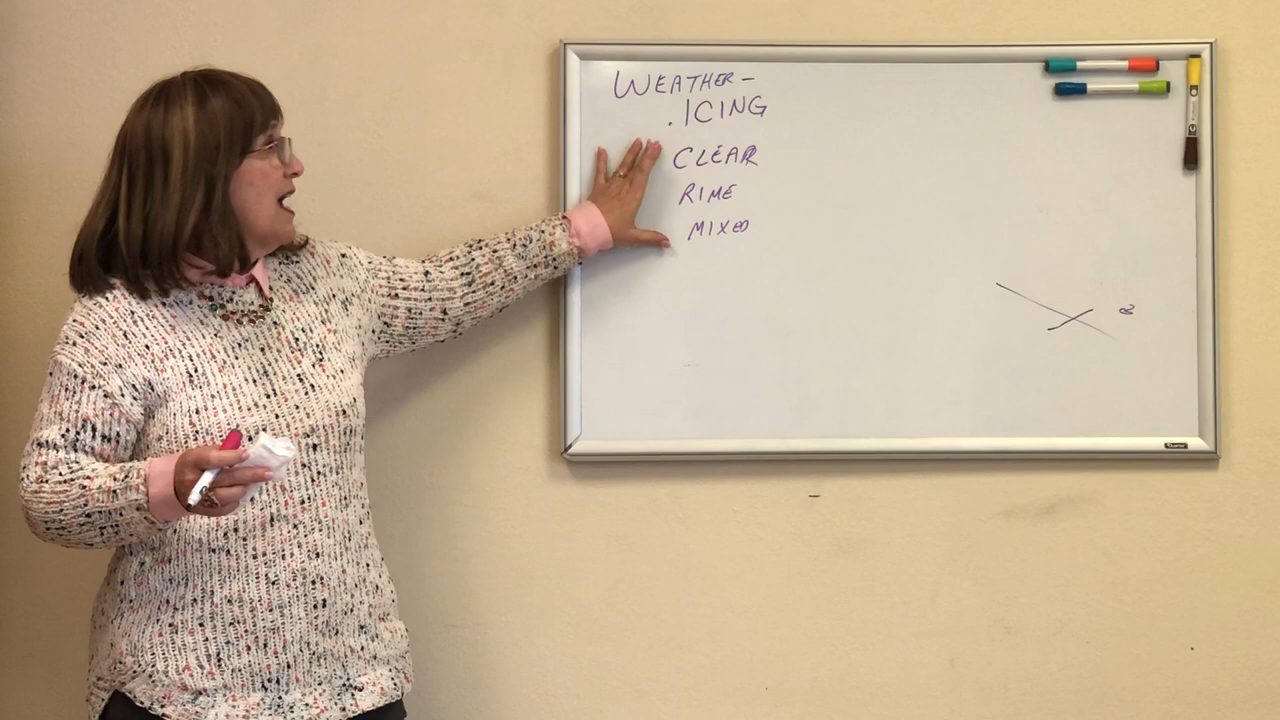 WEATHER -
. ICING
CLEAR
RIME
MIXED